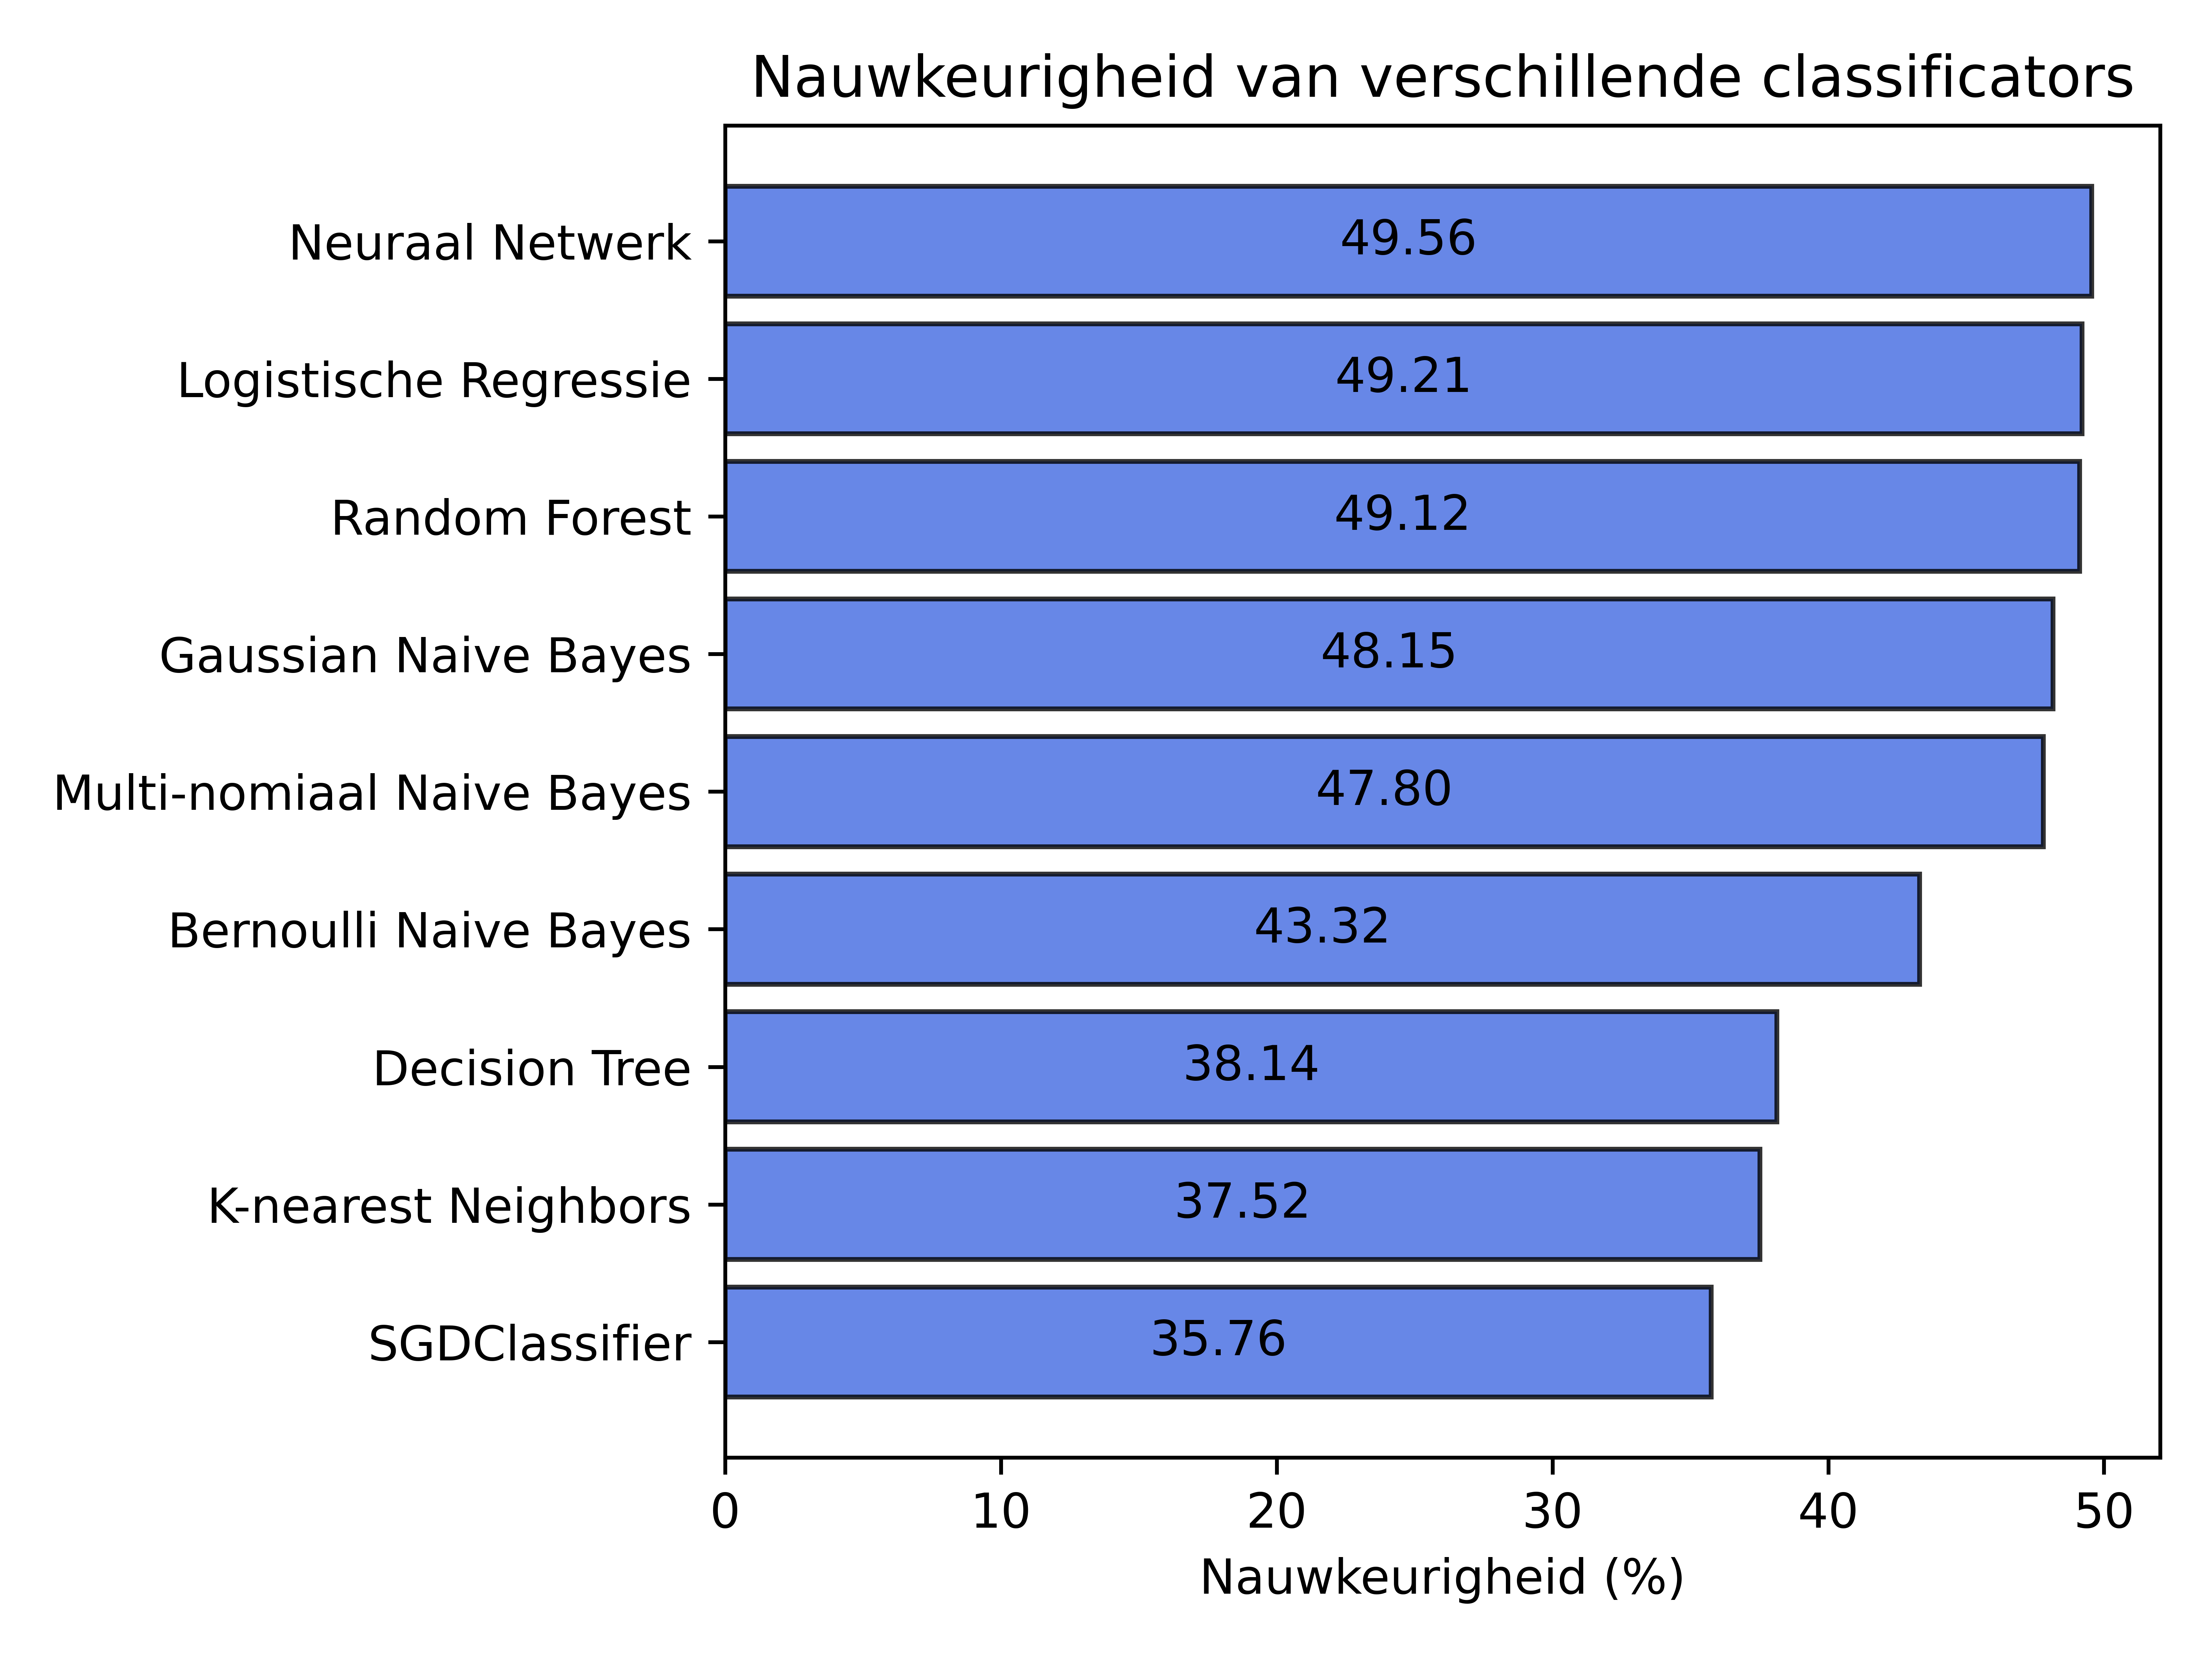 Nauwkeurigheid van verschillende classificators
Neuraal Netwerk 49.56
Logistische Regressie 49.21
Random Forest 49.12
Gaussian Naive Bayes 48.15
Multi-nomiaal Naive Bayes 47.80
Bernoulli Naive Bayes 43.32
Decision Tree 38.14
K-nearest Neighbors 37.52
SGDClassifier 35.76
0 10 20 30 40 50
Nauwkeurigheid (%)